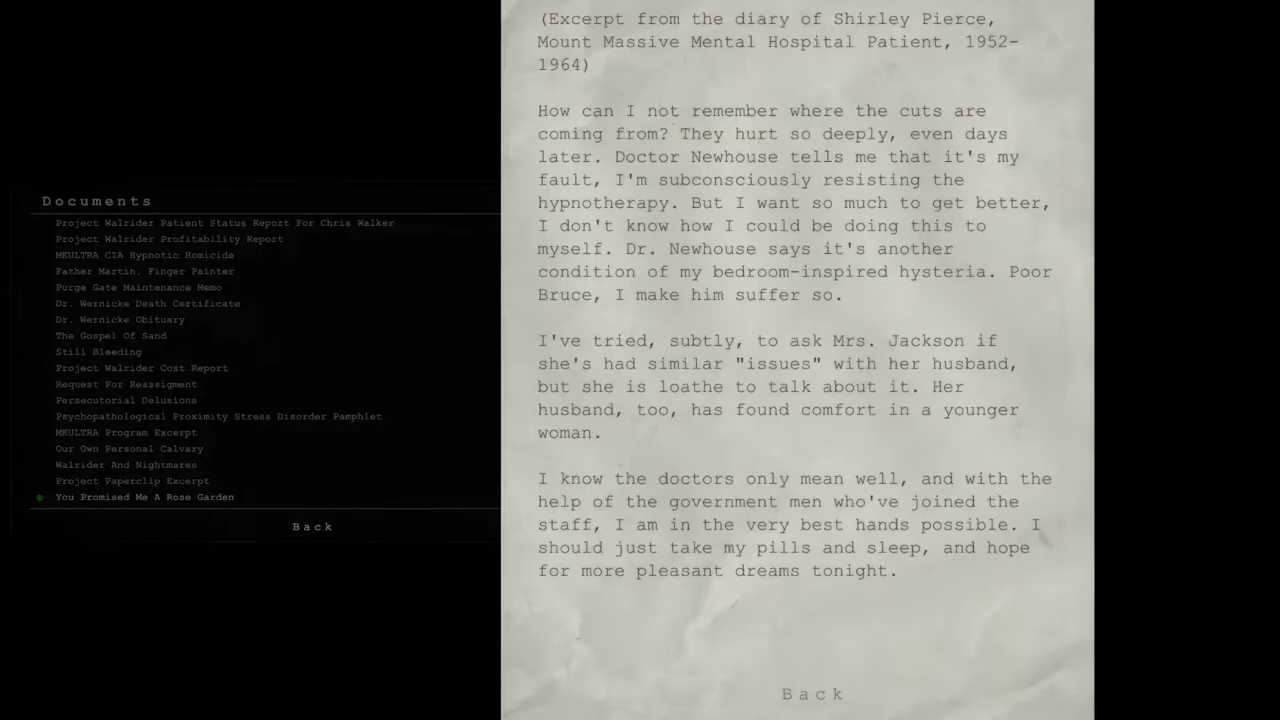 Documents
Project Walrider Patient Status Report For Chris Walker
Project Walrider Profitability Report
MKULTRA CIA Hypnotic Homicide
Father Martin, Finger Painter
Purge Gate Maintenance Memo
Dr. Wernicke Death Certificate
Dr. Wernicke Obituary
The Gospel Of Sand
Still Bleeding
Project Walrider Cost Report
Request For Reassigment
Persecutorial Delusions
Psychopathological Proximity Stress Disorder Pamphlet
MKULTRA Program Excerpt
Our Own Personal Calvary
Walrider And Nightmares
Project Paperclip Excerpt
You Promised Me A Rose Garden
Back
(Excerpt from the diary of Shirley Pierce,
Mount Massive Mental Hospital Patient, 1952-
1964)
How can I not remember where the cuts are
coming from? They hurt so deeply, even days
later. Doctor Newhouse tells me that it's my
fault, I'm subconsciously resisting the
hypnotherapy. But I want so much to get better,
I don't know how I could be doing this to
myself. Dr. Newhouse says it's another
condition of my bedroom-inspired hysteria. Poor
Bruce, I make him suffer so.
I've tried, subtly, to ask Mrs. Jackson if
she's had similar "issues" with her husband,
but she is loathe to talk about it. Her
husband, too, has found comfort in a younger
woman.
I know the doctors only mean well, and with the
help of the government men who've joined the
staff, I am in the very best hands possible. I
should just take my pills and sleep, and hope
for more pleasant dreams tonight.
Back